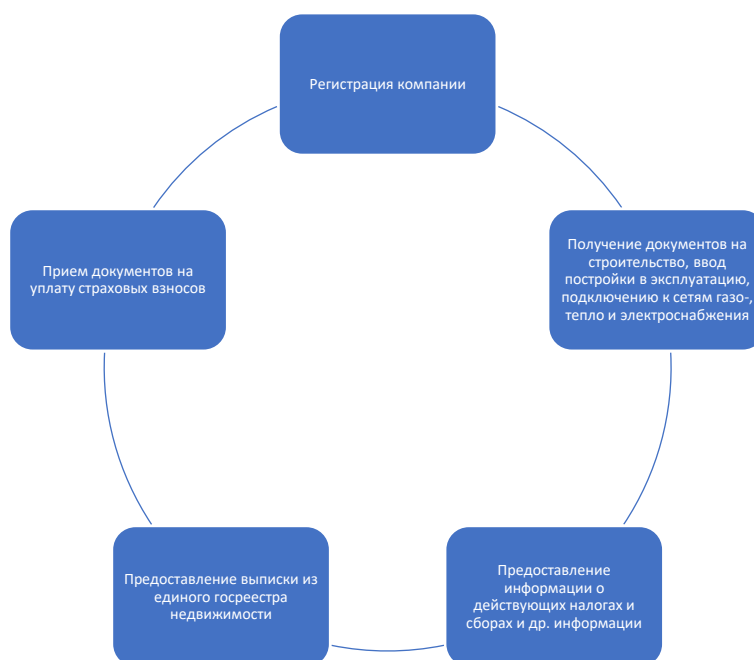 Регистрация компании
Получение документов на
строительство, ввод
постройки в эксплуатацию,
подключению к сетям газо-,
тепло и электроснабжения
Предоставление
информации о
действующих налогах и
сборах и др. информации
Предоставление выписки из
единого госреестра
недвижимости
Прием документов на
уплату страховых взносов